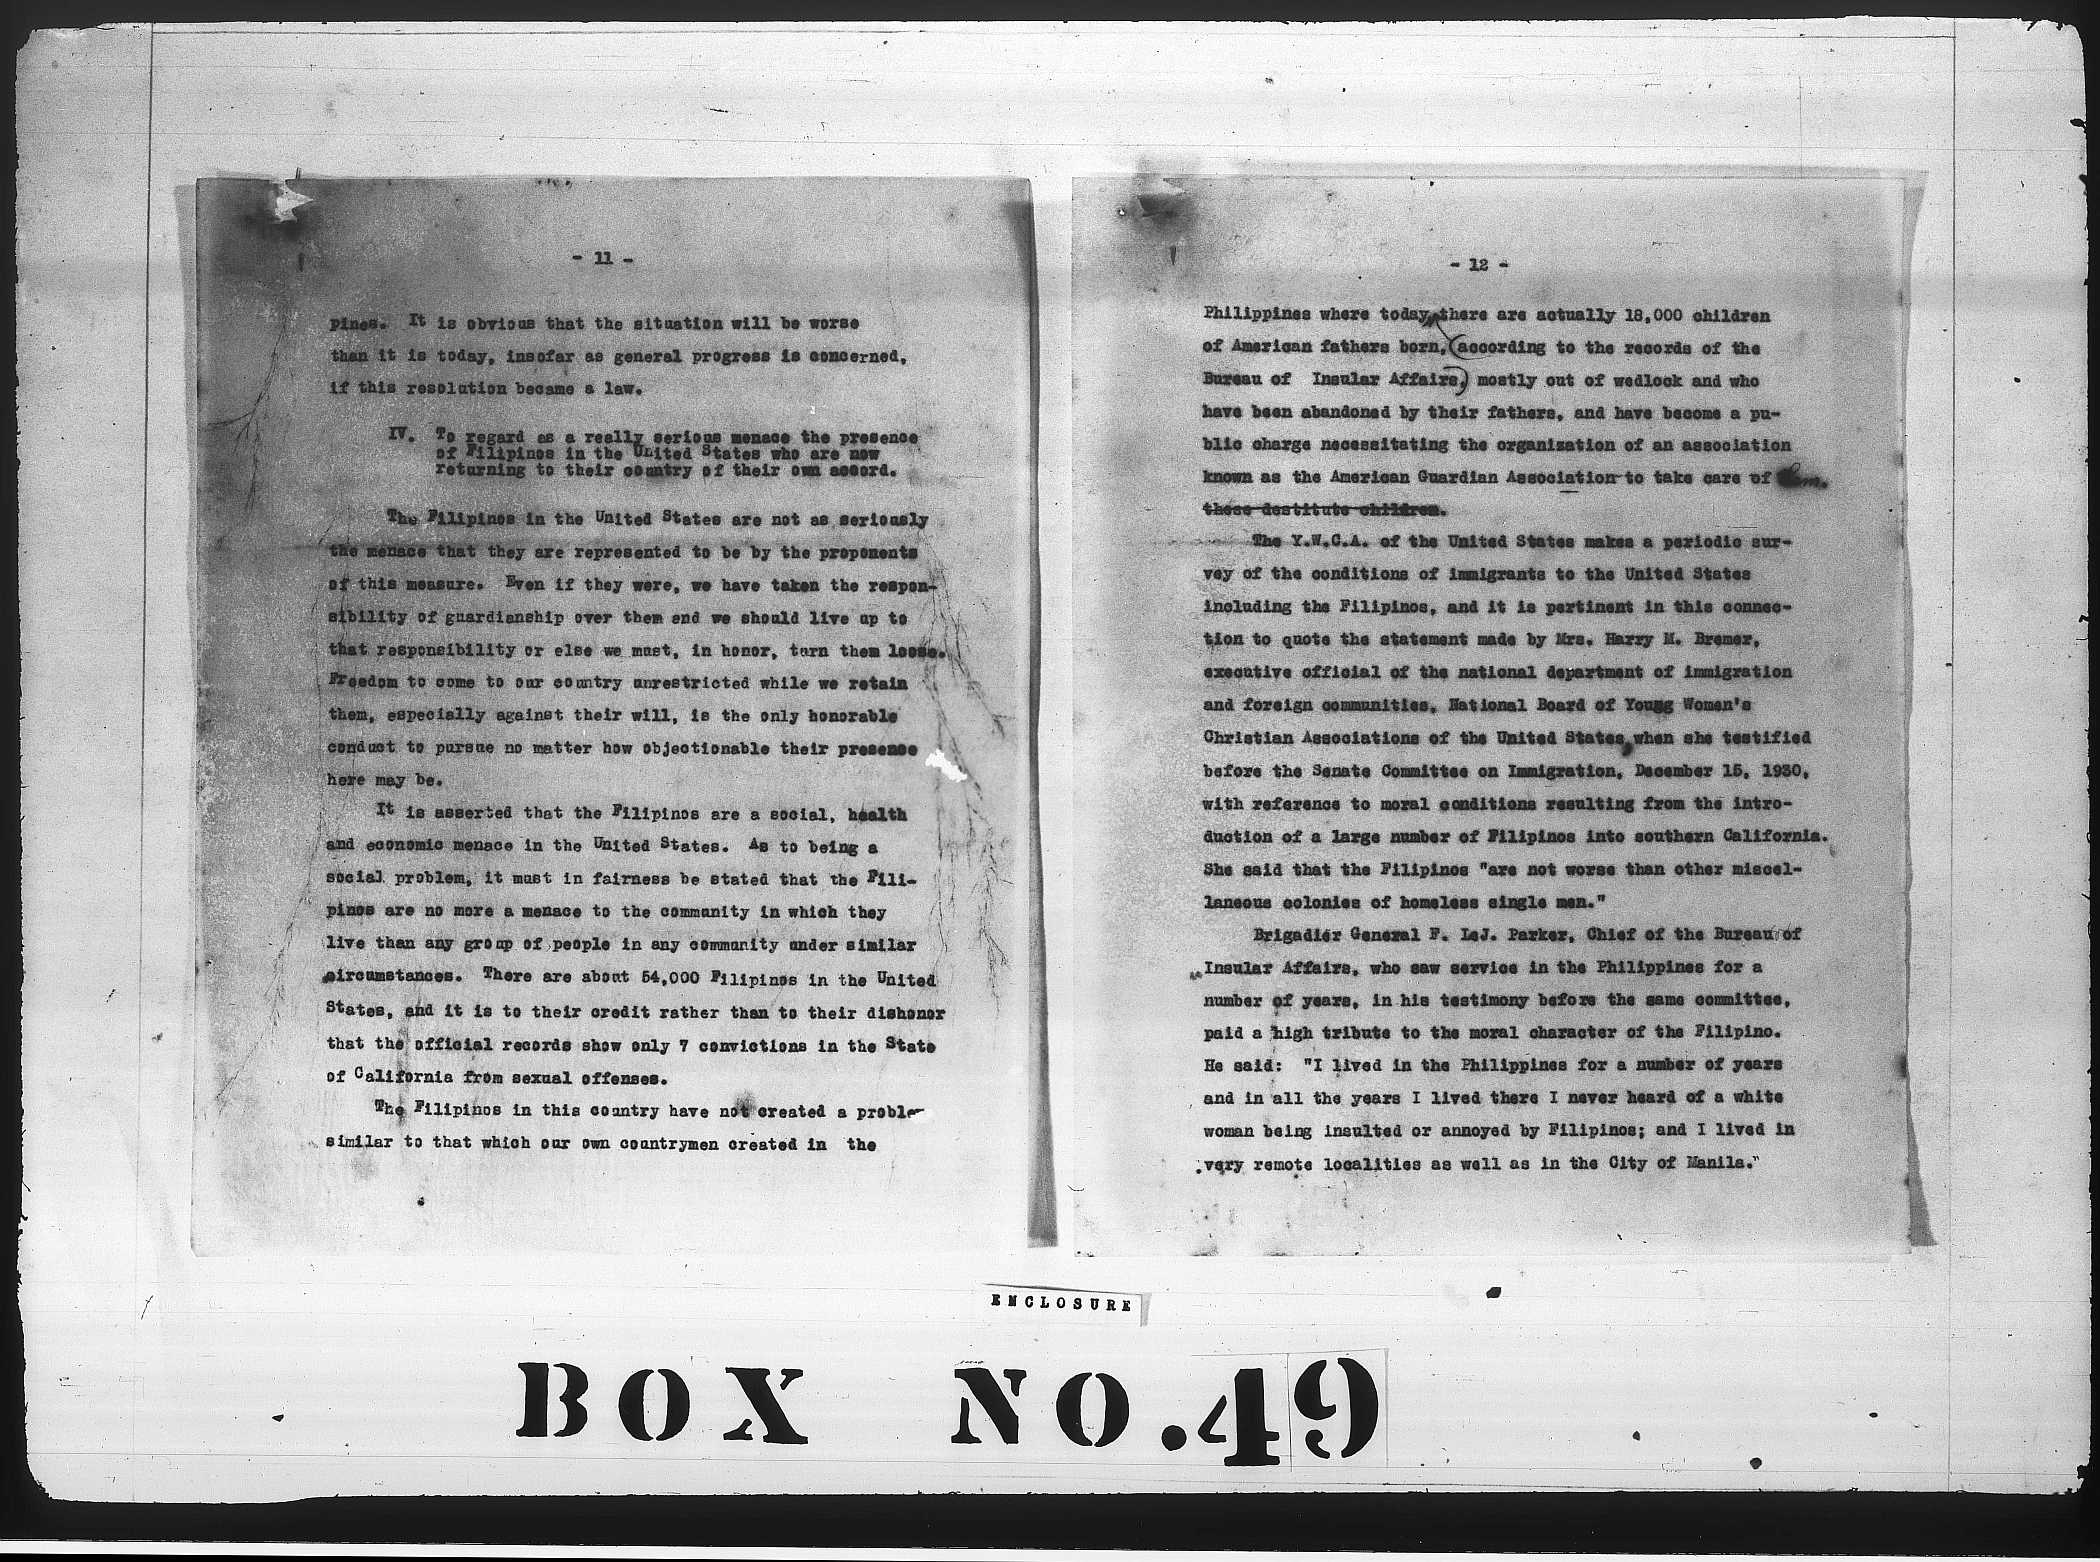 - 11 -
pines. It is obvious that the situation will be worse
than it is today, insofar as general progress is concerned,
if this resolution became a law.
IV. To regard as a really serious menace the presence
of Filipinos in the United States who are now
returning to their country of their own accord.
The Filipinos in the United States are not as seriously
the menace that they are represented to be by the proponents
of this measure. Even if they were, we have taken the respon-
sibility of guardianship over them and we should live up to
that responsibility or else we must, in honor, turn them loose.
Freedom to come to our country unrestricted while we retain
them, especially against their will, is the only honorable
conduct to pursue no matter how objectionable their presence
here may be.
It is asserted that the Filipinos are a social, health
and economic menace in the United States. As to being a
social problem, it must in fairness be stated that the Fili-
pinos are no more a menace to the community in which they
live than any group of people in any community under similar
circumstances. There are about 54,000 Filipinos in the United
States, and it is to their credit rather than to their dishonor
that the official records show only 7 convictions in the State
of California from sexual offenses.
The Filipinos in this country have not created a problem
similar to that which our own countrymen created in the
- 12 -
Philippines where today, there are actually 18,000 children
of American fathers born, (according to the records of the
Bureau of Insular Affairs,) mostly out of wedlock and who
have been abandoned by their fathers, and have become a pu-
blic charge necessitating the organization of an association
known as the American Guardian Association to take care of them.
these destitute children.
The Y.W.C.A. of the United States makes a periodic sur-
vey of the conditions of immigrants to the United States
including the Filipinos, and it is pertinent in this connec-
tion to quote the statement made by Mrs. Harry M. Bremer,
executive official of the national department of immigration
and foreign communities, National Board of Young Women's
Christian Associations of the United States, when she testified
before the Senate Committee on Immigration, December 15, 1930,
with reference to moral conditions resulting from the intro-
duction of a large number of Filipinos into southern California.
She said that the Filipinos "are not worse than other miscel-
laneous colonies of homeless single men."
Brigadier General F. LeJ. Parker, Chief of the Bureau of
Insular Affairs, who saw service in the Philippines for a
number of years, in his testimony before the same committee,
paid a high tribute to the moral character of the Filipino.
He said: "I lived in the Philippines for a number of years
and in all the years I lived there I never heard of a white
woman being insulted or annoyed by Filipinos; and I lived in
very remote localities as well as in the City of Manila."
ENCLOSURE
BOX NO.49